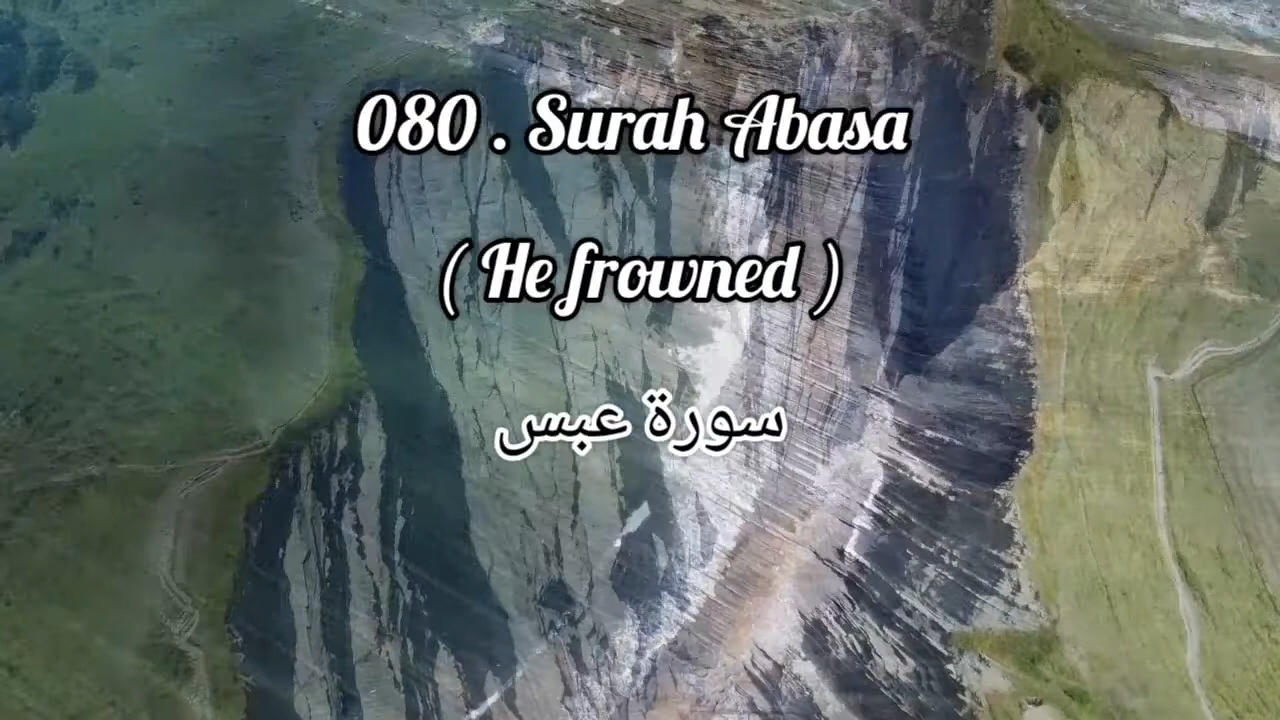 080 . Surah Abasa
( He frowned )
سورة عبس